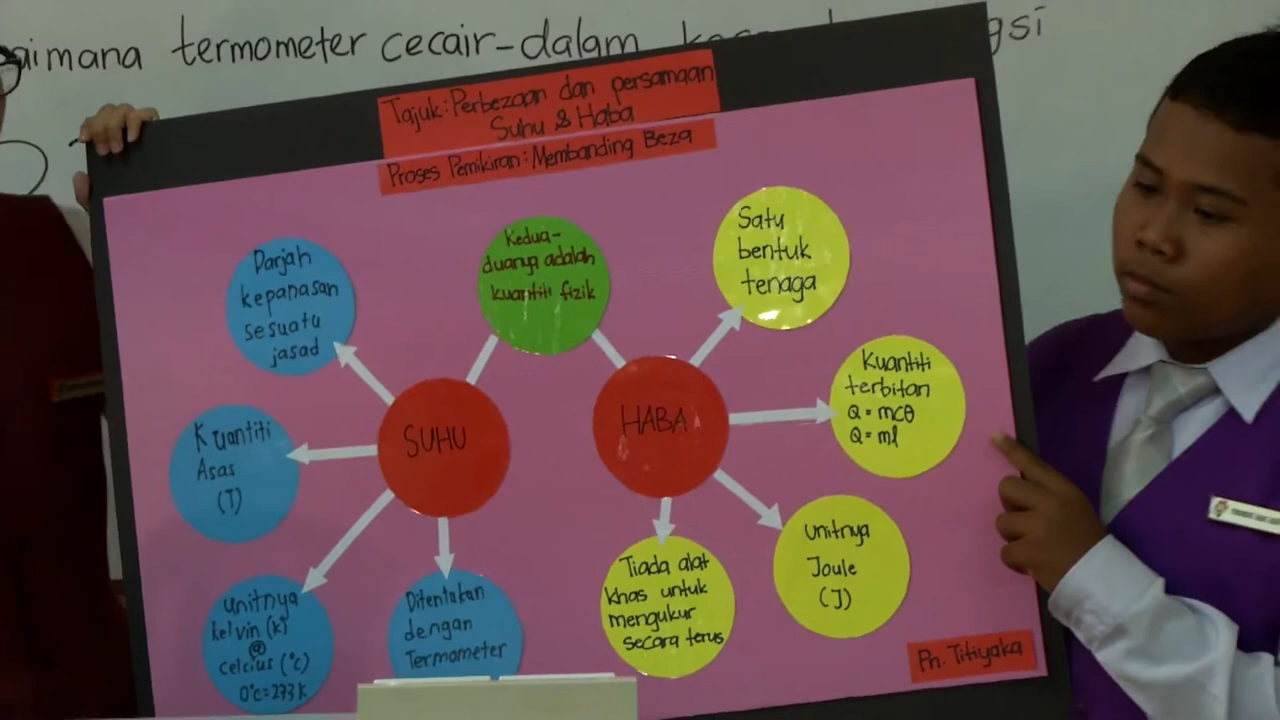 aimana termometer cecair-dalam
gsi
Tajuk: Perbezaan dan persamaan
Suhu & Haba
Proses Pemikiran: Membanding Beza
Kedua-
duanya adalah
kuantiti fizik
SUHU
Darjah
kepanasan
sesuatu
jasad
Kuantiti
Asas
(T)
Unitnya
kelvin (K)
@
celcius (°c)
0°c=273 K
Ditentukan
dengan
Termometer
HABA
Satu
bentuk
tenaga
Kuantiti
terbitan
Q = mcθ
Q = ml
Unitnya
Joule
(J)
Tiada alat
khas untuk
mengukur
secara terus
Pn. Titiyaka